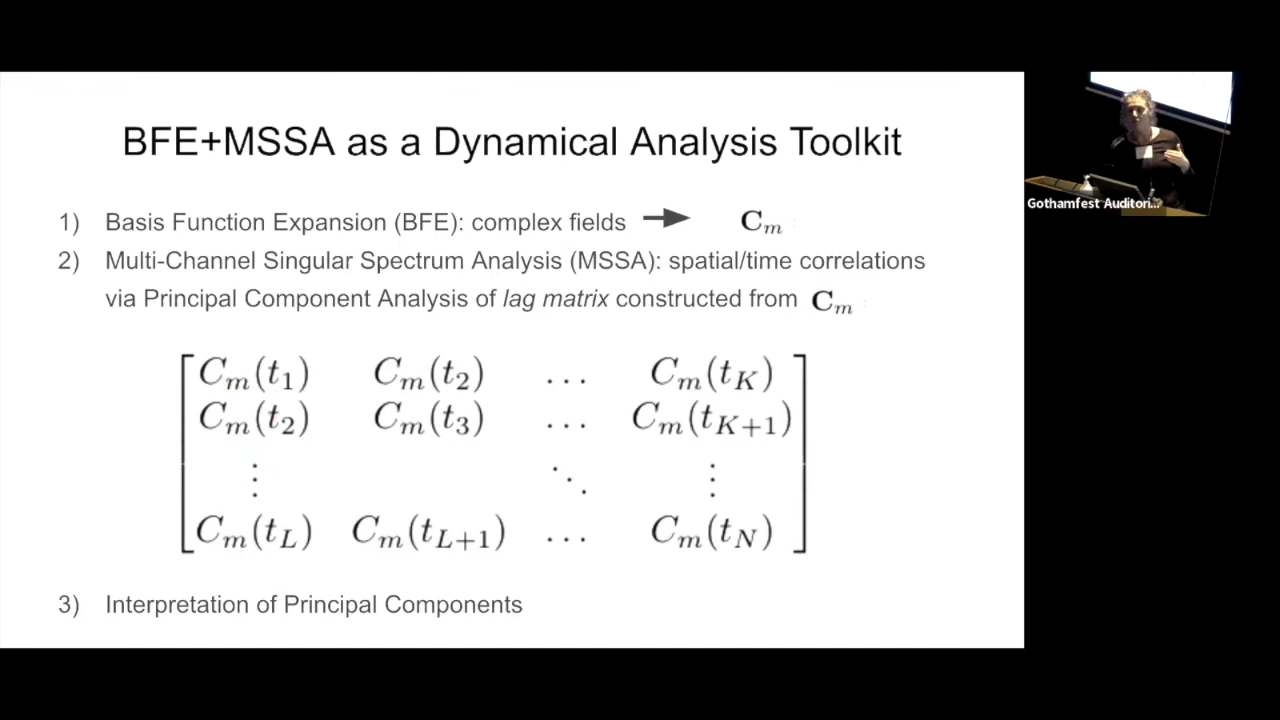 BFE+MSSA as a Dynamical Analysis Toolkit
1) Basis Function Expansion (BFE): complex fields → C_m
2) Multi-Channel Singular Spectrum Analysis (MSSA): spatial/time correlations
via Principal Component Analysis of lag matrix constructed from C_m
C_m(t_1) C_m(t_2) ... C_m(t_K)
C_m(t_2) C_m(t_3) ... C_m(t_{K+1})
⋮ ⋱ ⋮
C_m(t_L) C_m(t_{L+1}) ... C_m(t_N)
3) Interpretation of Principal Components
Gothamfest Auditori...